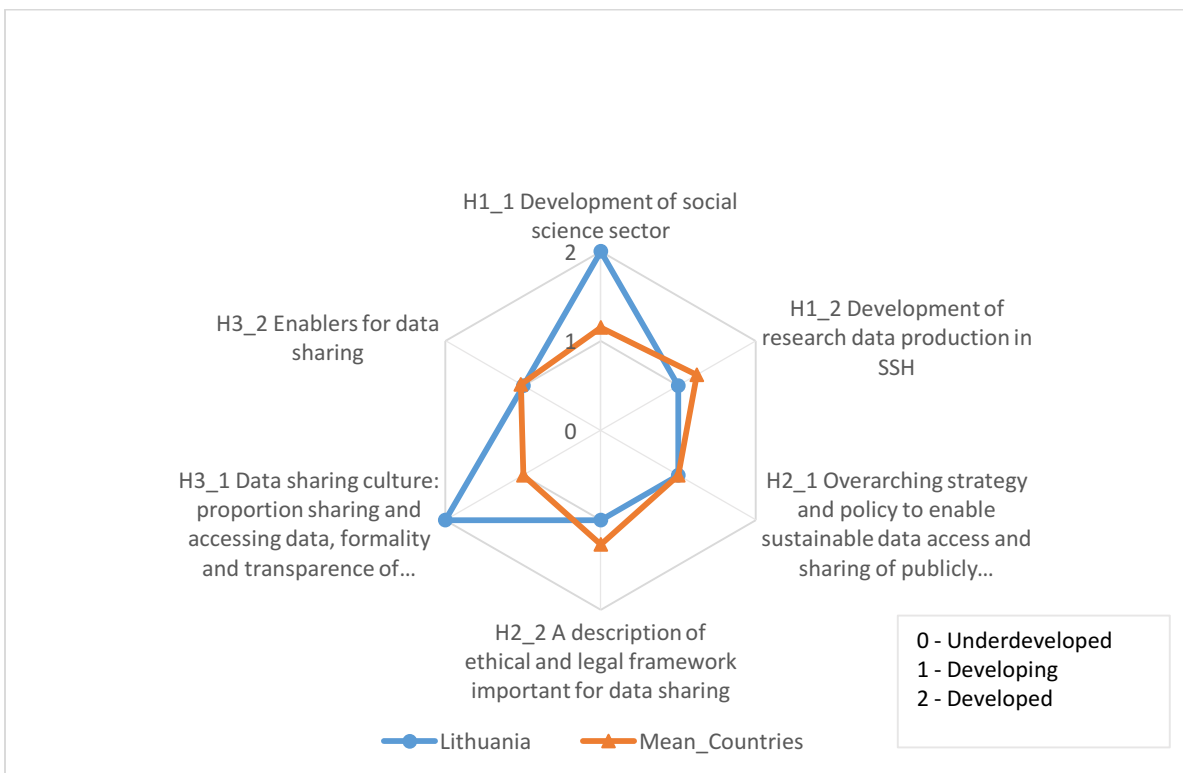 H1_1 Development of social
science sector
2
1
0
H1_2 Development of
research data production in
SSH
H2_1 Overarching strategy
and policy to enable
sustainable data access and
sharing of publicly...
H2_2 A description of
ethical and legal framework
important for data sharing
H3_1 Data sharing culture:
proportion sharing and
accessing data, formality
and transparence of...
H3_2 Enablers for data
sharing
0 - Underdeveloped
1 - Developing
2 - Developed
Lithuania
Mean_Countries